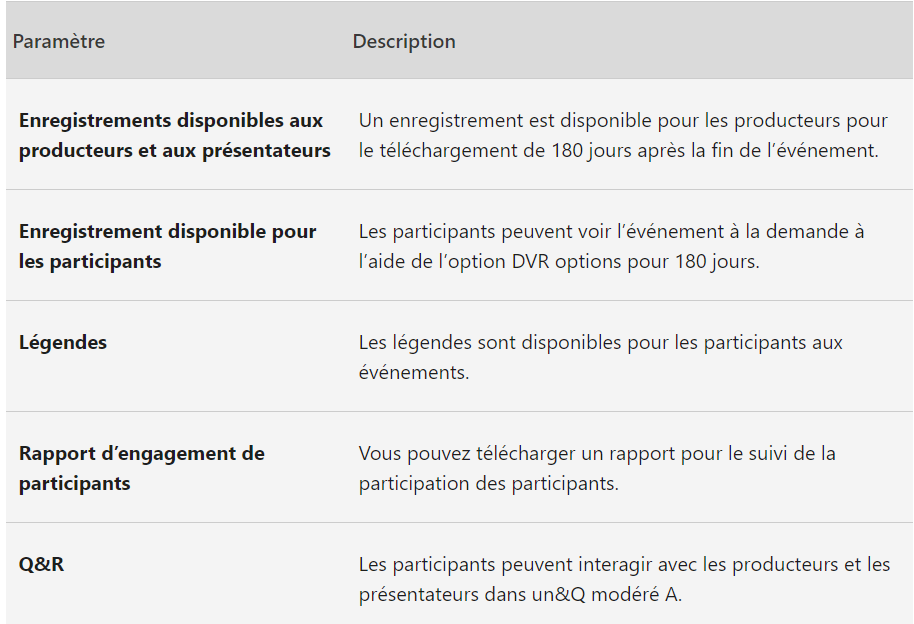 Paramètre Description
Enregistrements disponibles aux Un enregistrement est disponible pour les producteurs pour
producteurs et aux présentateurs le téléchargement de 180 jours après la fin de l’événement.
Enregistrement disponible pour Les participants peuvent voir l’événement à la demande à
les participants l’aide de l’option DVR options pour 180 jours.
Légendes Les légendes sont disponibles pour les participants aux
événements.
Rapport d’engagement de Vous pouvez télécharger un rapport pour le suivi de la
participants participation des participants.
Q&R Les participants peuvent interagir avec les producteurs et les
présentateurs dans un&Q modéré A.